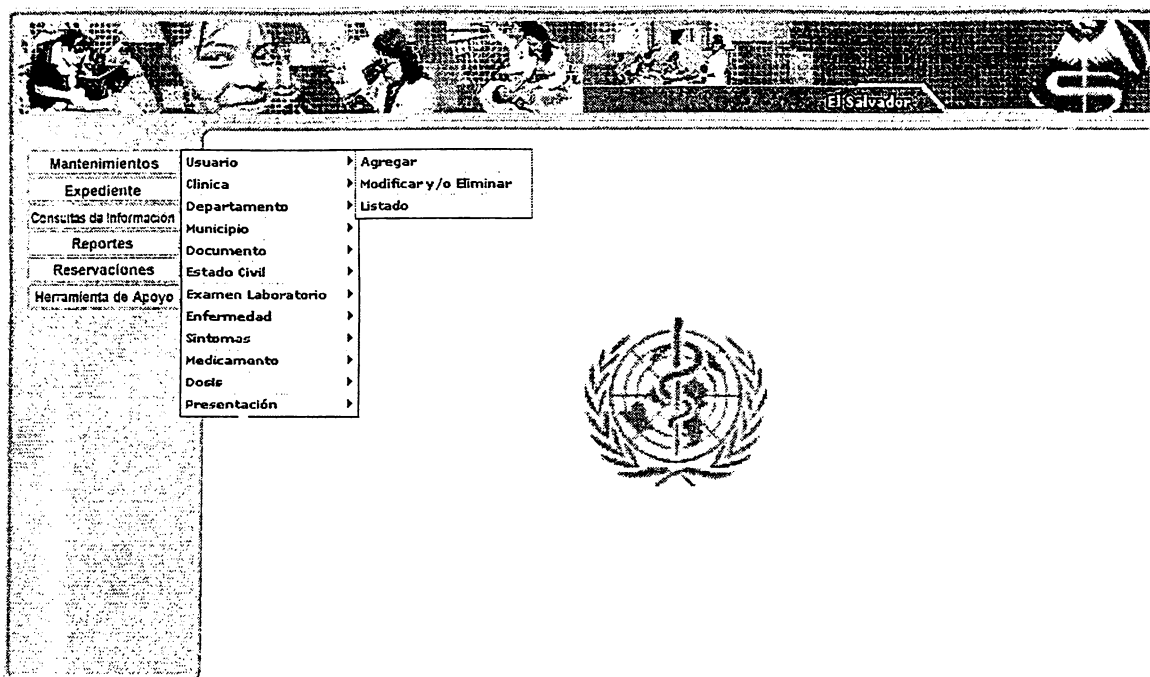 El Salvador
Mantenimientos
Expediente
Consultas de Información
Reportes
Reservaciones
Herramienta de Apoyo
Usuario
Clinica
Departamento
Municipio
Documento
Estado Civil
Examen Laboratorio
Enfermedad
Sintomas
Medicamento
Dosis
Presentación
Agregar
Modificar y/o Eliminar
Listado